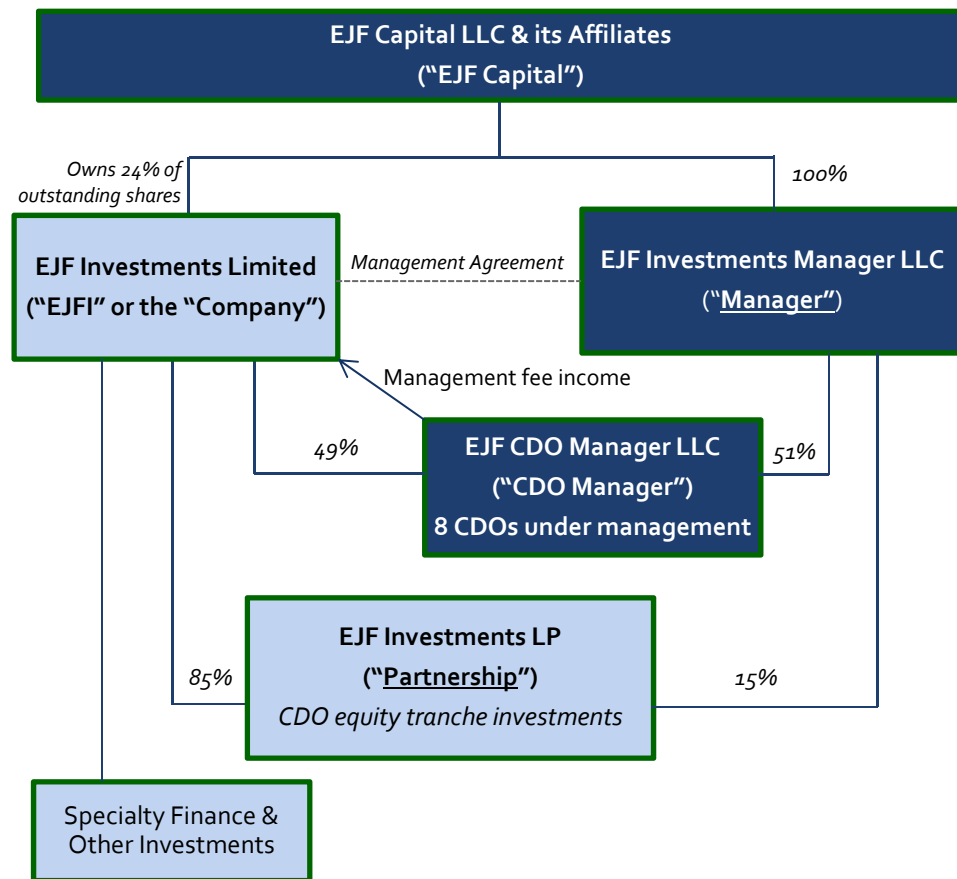 EJF Capital LLC & its Affiliates
(“EJF Capital”)
Owns 24% of
outstanding shares
100%
EJF Investments Limited
(“EJFI” or the “Company”)
Management Agreement
EJF Investments Manager LLC
(“Manager”)
Management fee income
49%
EJF CDO Manager LLC
(“CDO Manager”)
8 CDOs under management
51%
EJF Investments LP
(“Partnership”)
CDO equity tranche investments
85%
15%
Specialty Finance &
Other Investments